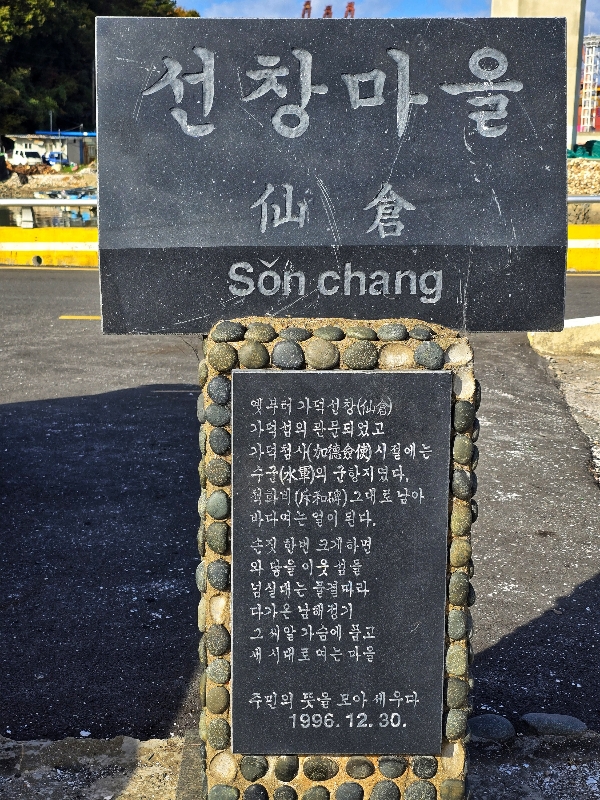 선창마을
仙倉
Sŏn chang
옛부터 가덕선창(仙倉)
가덕섬의 관문되었고
가덕첨사(加德僉使)시절에는
수군(水軍)의 군항지였다.
척화비(斥和碑)그대로 남아
바다여는 얼이 된다.
손짓 한번 크게하면
와 닿을 이웃 섬들
넘실대는 물결따라
다가온 남해정기
그 씨알 가슴에 품고
새 시대로 여는 마을
주민의 뜻을 모아 세우다
1996. 12. 30.